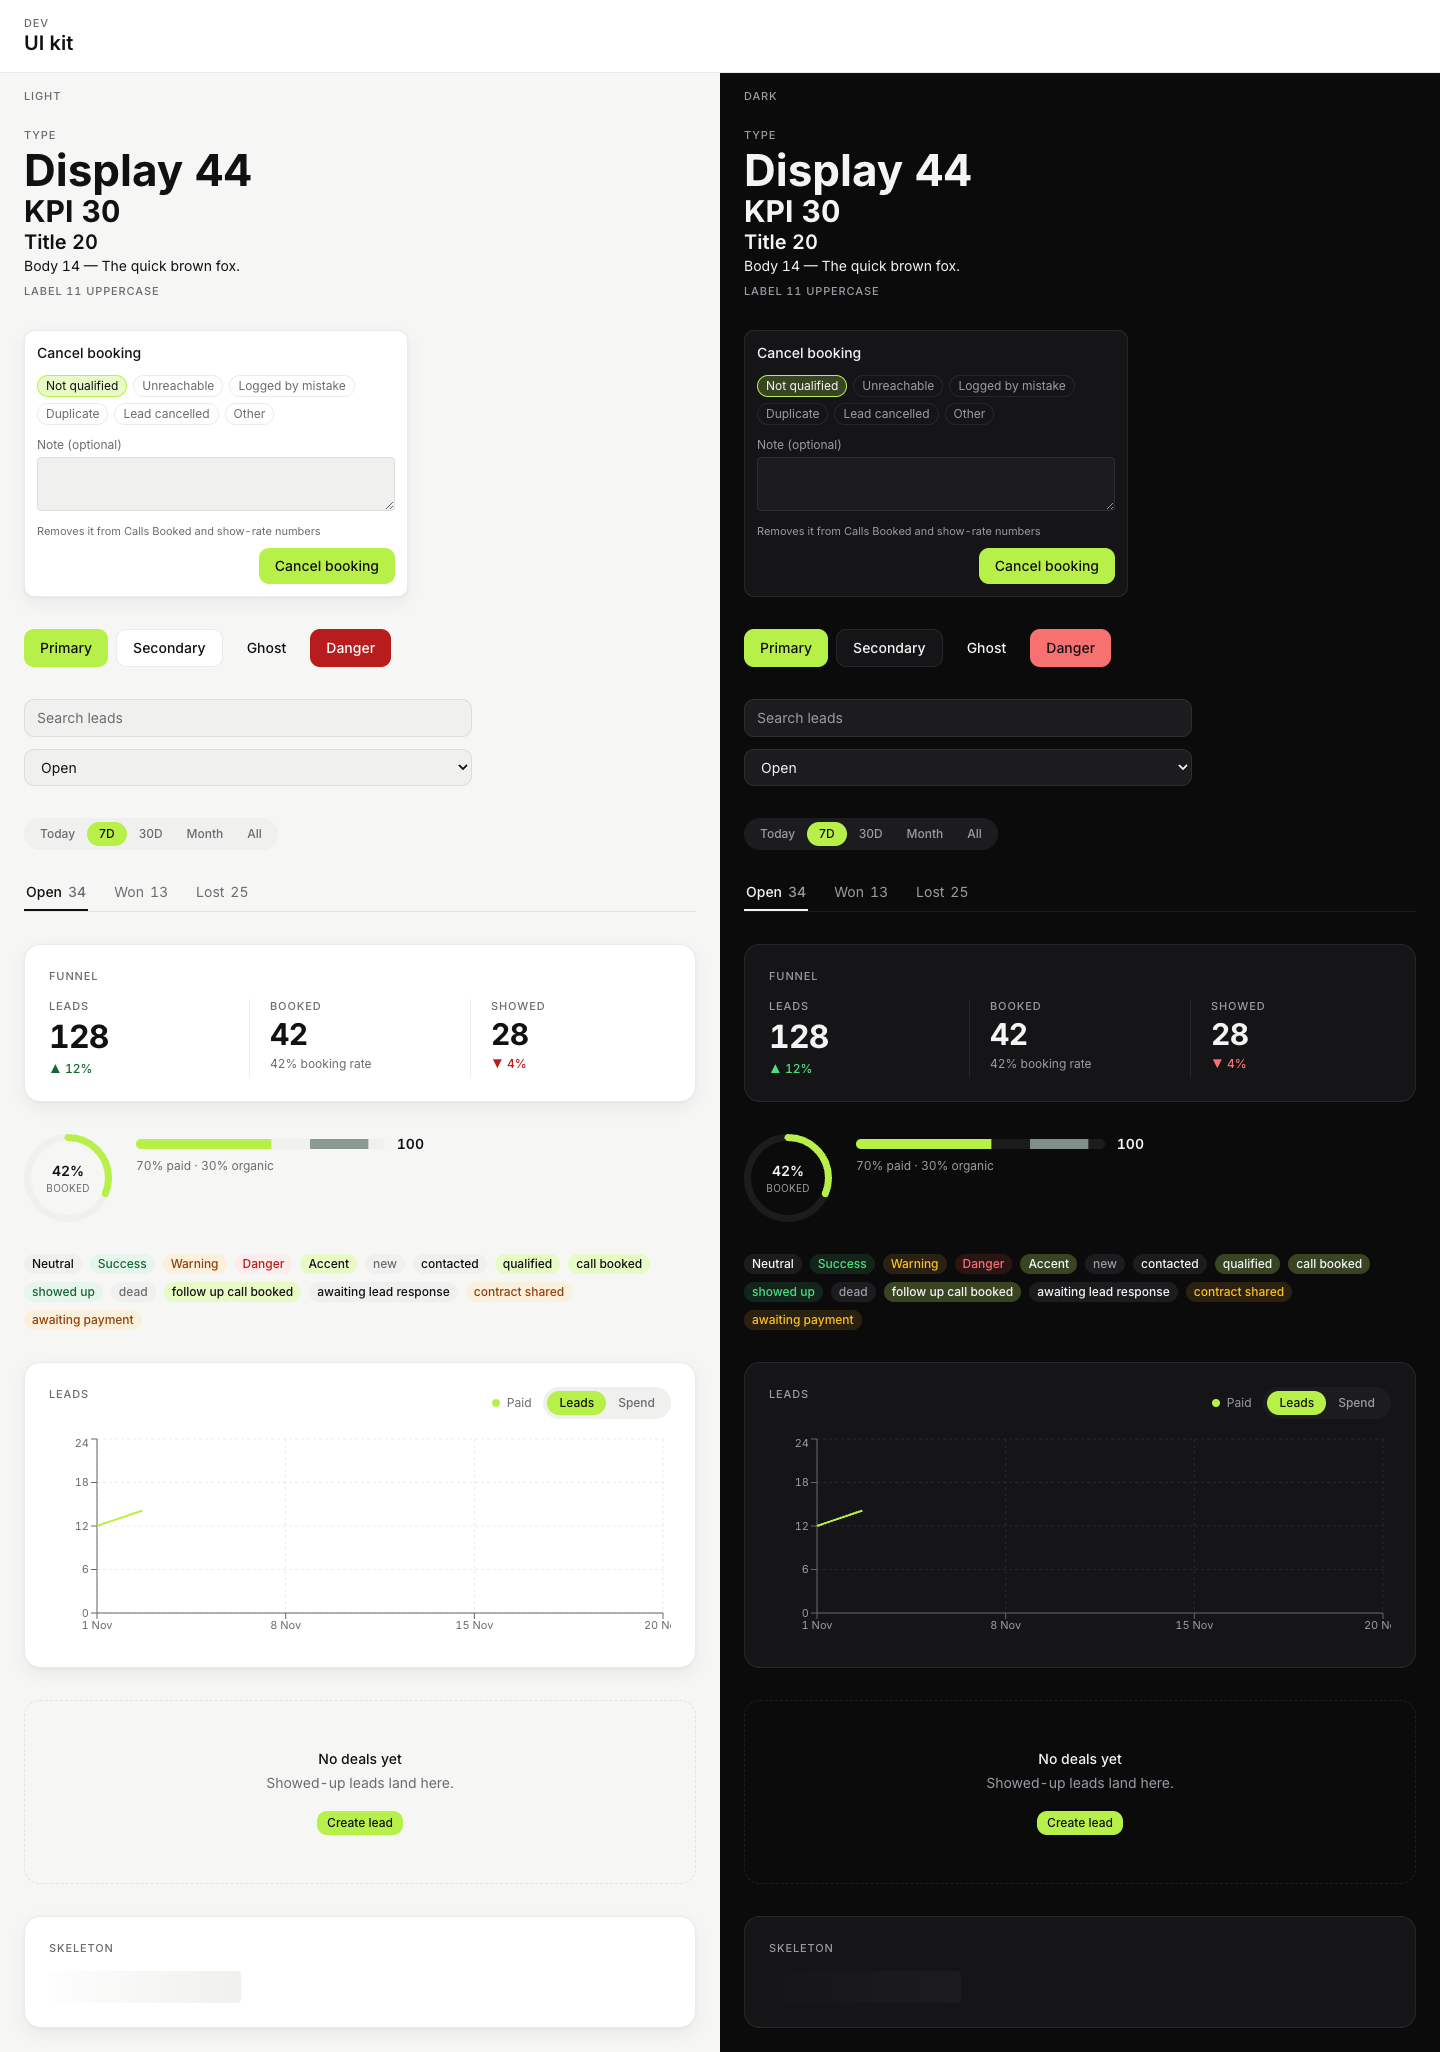 DEV
UI kit
LIGHT
TYPE
Display 44
KPI 30
Title 20
Body 14 — The quick brown fox.
LABEL 11 UPPERCASE
Cancel booking
Not qualified Unreachable Logged by mistake
Duplicate Lead cancelled Other
Note (optional)
Removes it from Calls Booked and show-rate numbers
Cancel booking
Primary Secondary Ghost Danger
Search leads
Open
Today 7D 30D Month All
Open 34 Won 13 Lost 25
FUNNEL
LEADS BOOKED SHOWED
128 42 28
▲ 12% 42% booking rate ▼ 4%
42%
BOOKED
100
70% paid · 30% organic
Neutral Success Warning Danger Accent new contacted qualified call booked
showed up dead follow up call booked awaiting lead response contract shared
awaiting payment
LEADS
Paid Leads Spend
24
18
12
6
0
1 Nov 8 Nov 15 Nov 20 N
No deals yet
Showed-up leads land here.
Create lead
SKELETON
DARK
TYPE
Display 44
KPI 30
Title 20
Body 14 — The quick brown fox.
LABEL 11 UPPERCASE
Cancel booking
Not qualified Unreachable Logged by mistake
Duplicate Lead cancelled Other
Note (optional)
Removes it from Calls Booked and show-rate numbers
Cancel booking
Primary Secondary Ghost Danger
Search leads
Open
Today 7D 30D Month All
Open 34 Won 13 Lost 25
FUNNEL
LEADS BOOKED SHOWED
128 42 28
▲ 12% 42% booking rate ▼ 4%
42%
BOOKED
100
70% paid · 30% organic
Neutral Success Warning Danger Accent new contacted qualified call booked
showed up dead follow up call booked awaiting lead response contract shared
awaiting payment
LEADS
Paid Leads Spend
24
18
12
6
0
1 Nov 8 Nov 15 Nov 20 N
No deals yet
Showed-up leads land here.
Create lead
SKELETON